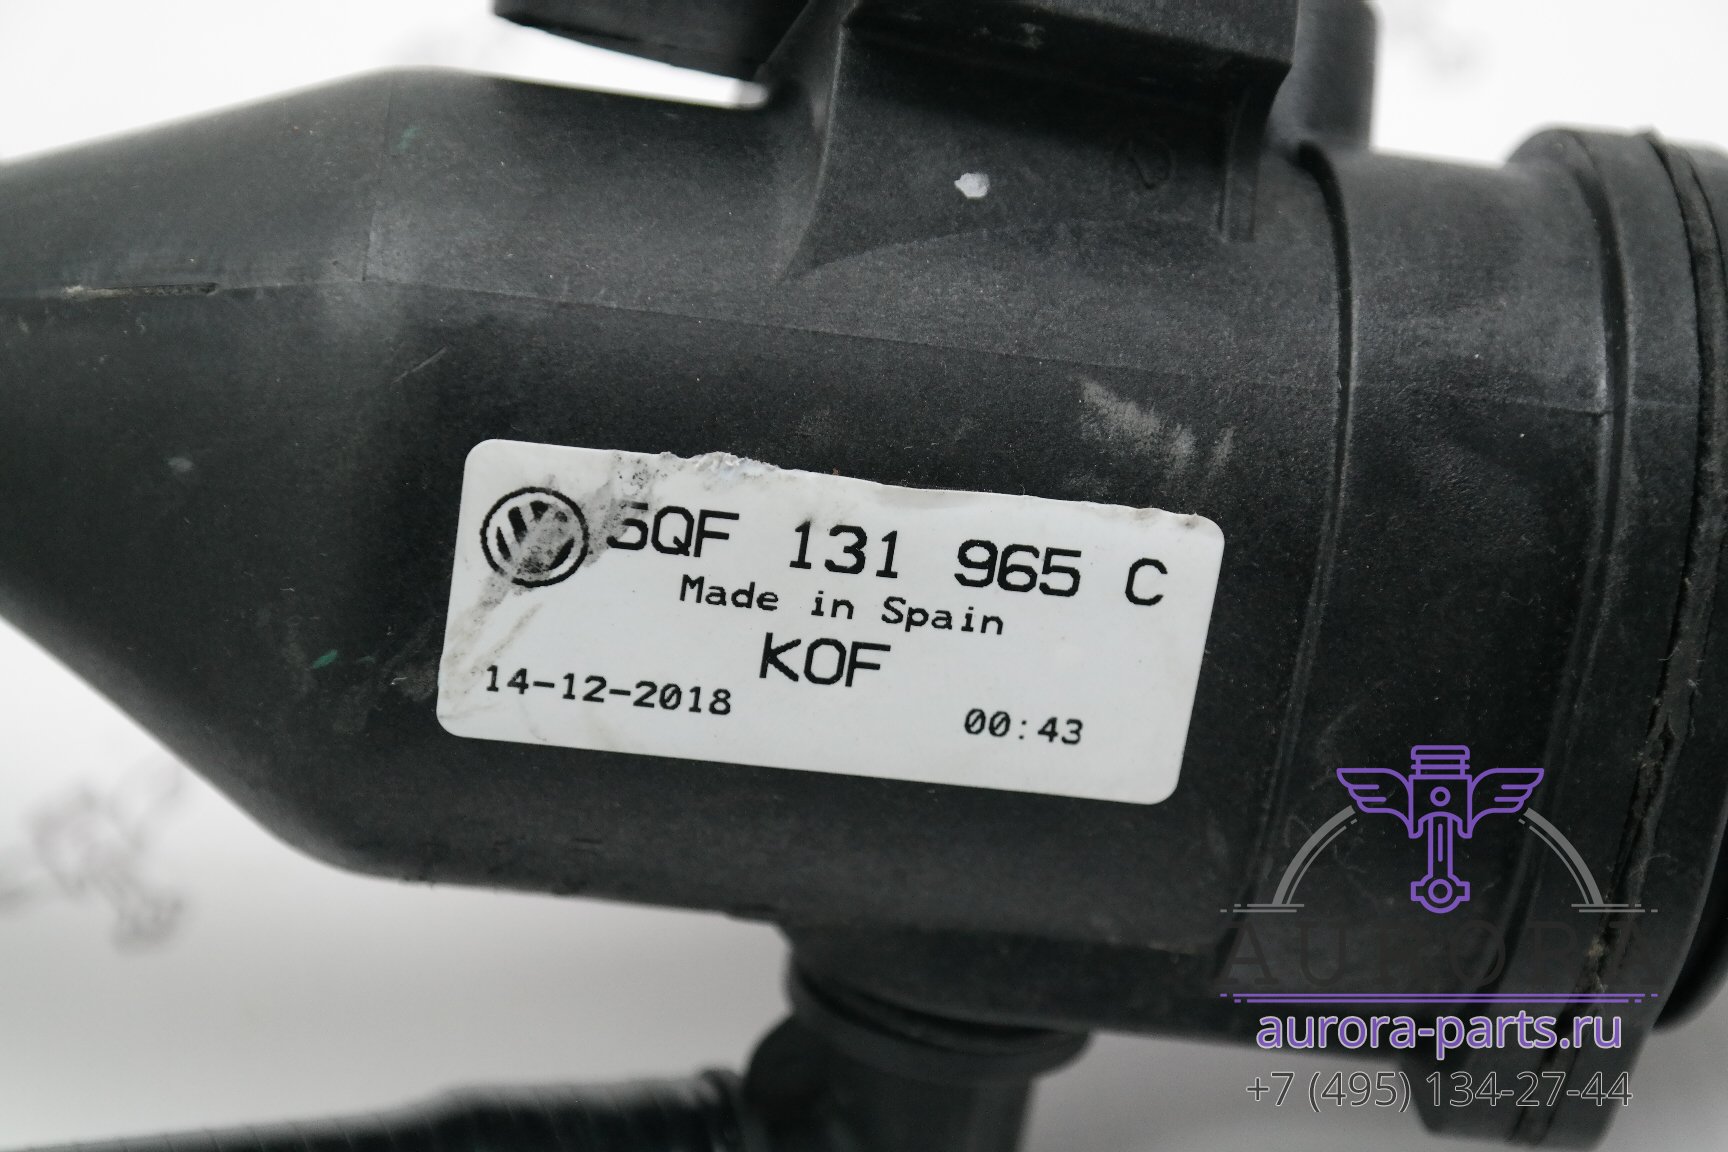 5QF 131 965 C
Made in Spain
KOF
14-12-2018 00:43
AURORA
aurora-parts.ru
+7 (495) 134-27-44